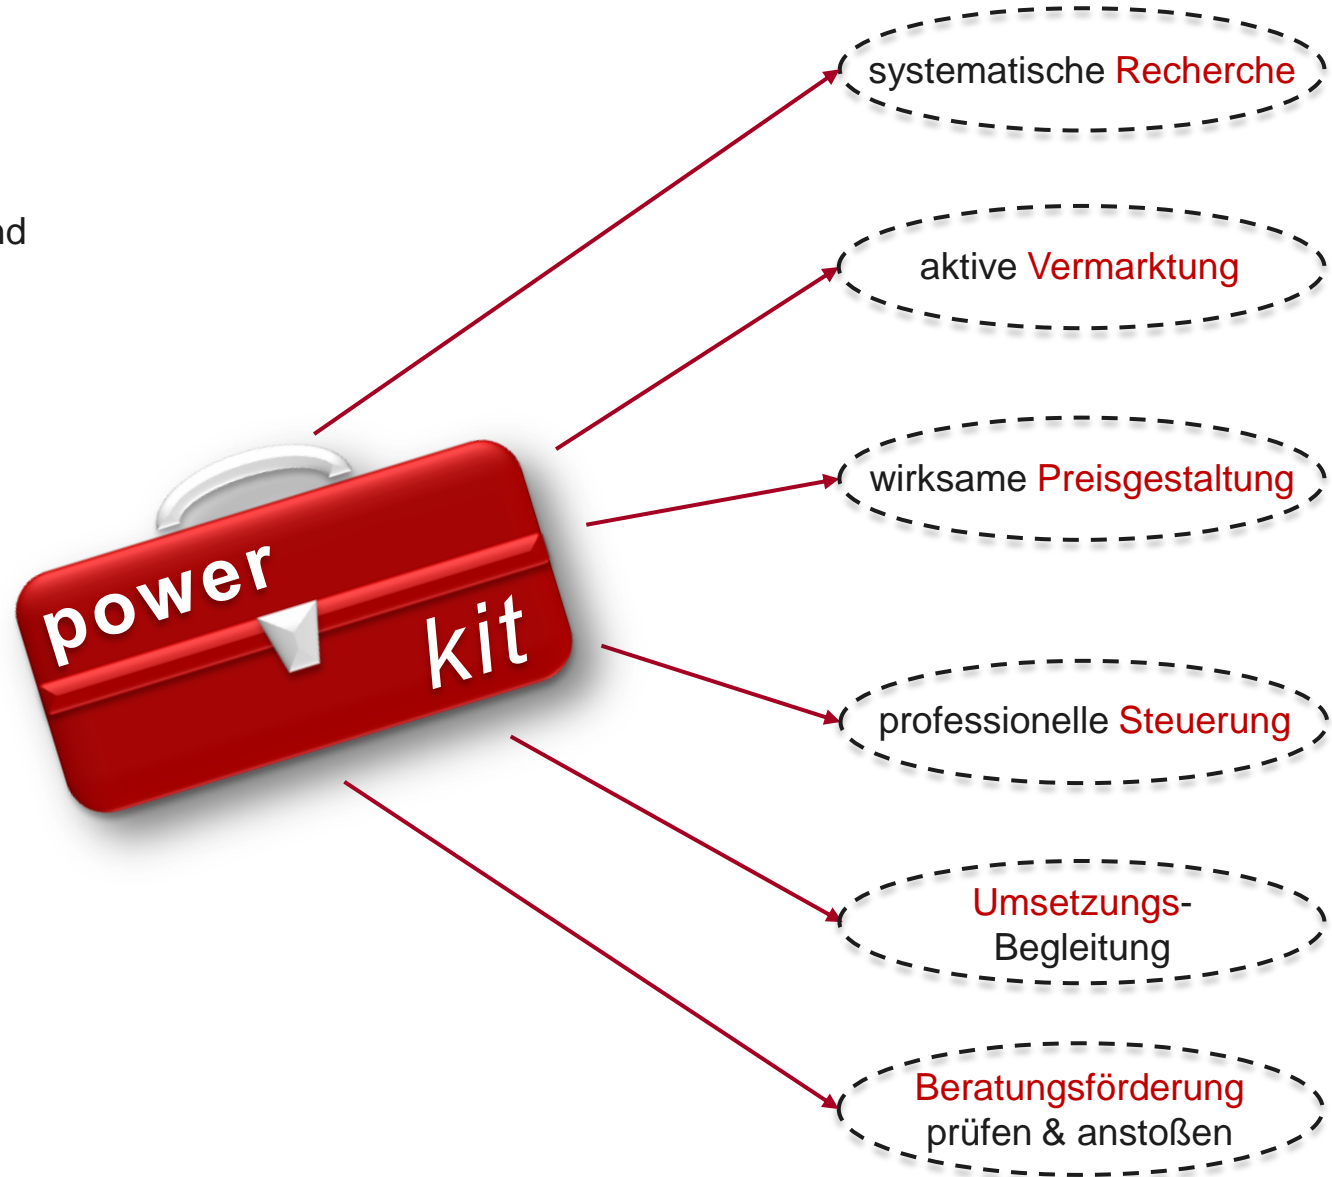 systematische Recherche
aktive Vermarktung
wirksame Preisgestaltung
power
kit
professionelle Steuerung
Umsetzungs-
Begleitung
Beratungsförderung
prüfen & anstoßen